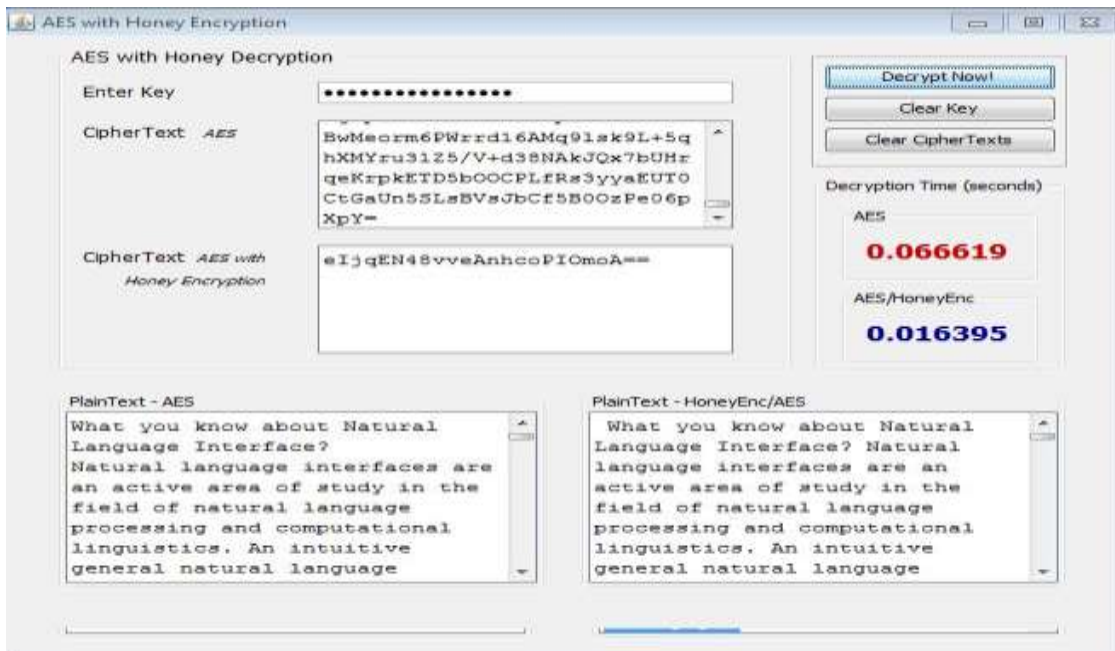 AES with Honey Encryption
AES with Honey Decryption
Enter Key
••••••••••••••••
CipherText AES
BwMeorm6PWrrd16AMq91sk9L+5q
hXMYru31Z5/V+d38NAkJQx7bUHr
qeKrpkETD5bOOCPLfRs3yyaEUT0
CtGaUn5SLsBVsJbCf5B0OzPe06p
XpY=
CipherText AES with
Honey Encryption
eIjqEN48vveAnhcoPIOmoA==
Decrypt Now!
Clear Key
Clear CipherTexts
Decryption Time (seconds)
AES
0.066619
AES/HoneyEnc
0.016395
PlainText - AES
What you know about Natural
Language Interface?
Natural language interfaces are
an active area of study in the
field of natural language
processing and computational
linguistics. An intuitive
general natural language
PlainText - HoneyEnc/AES
What you know about Natural
Language Interface? Natural
language interfaces are an
active area of study in the
field of natural language
processing and computational
linguistics. An intuitive
general natural language